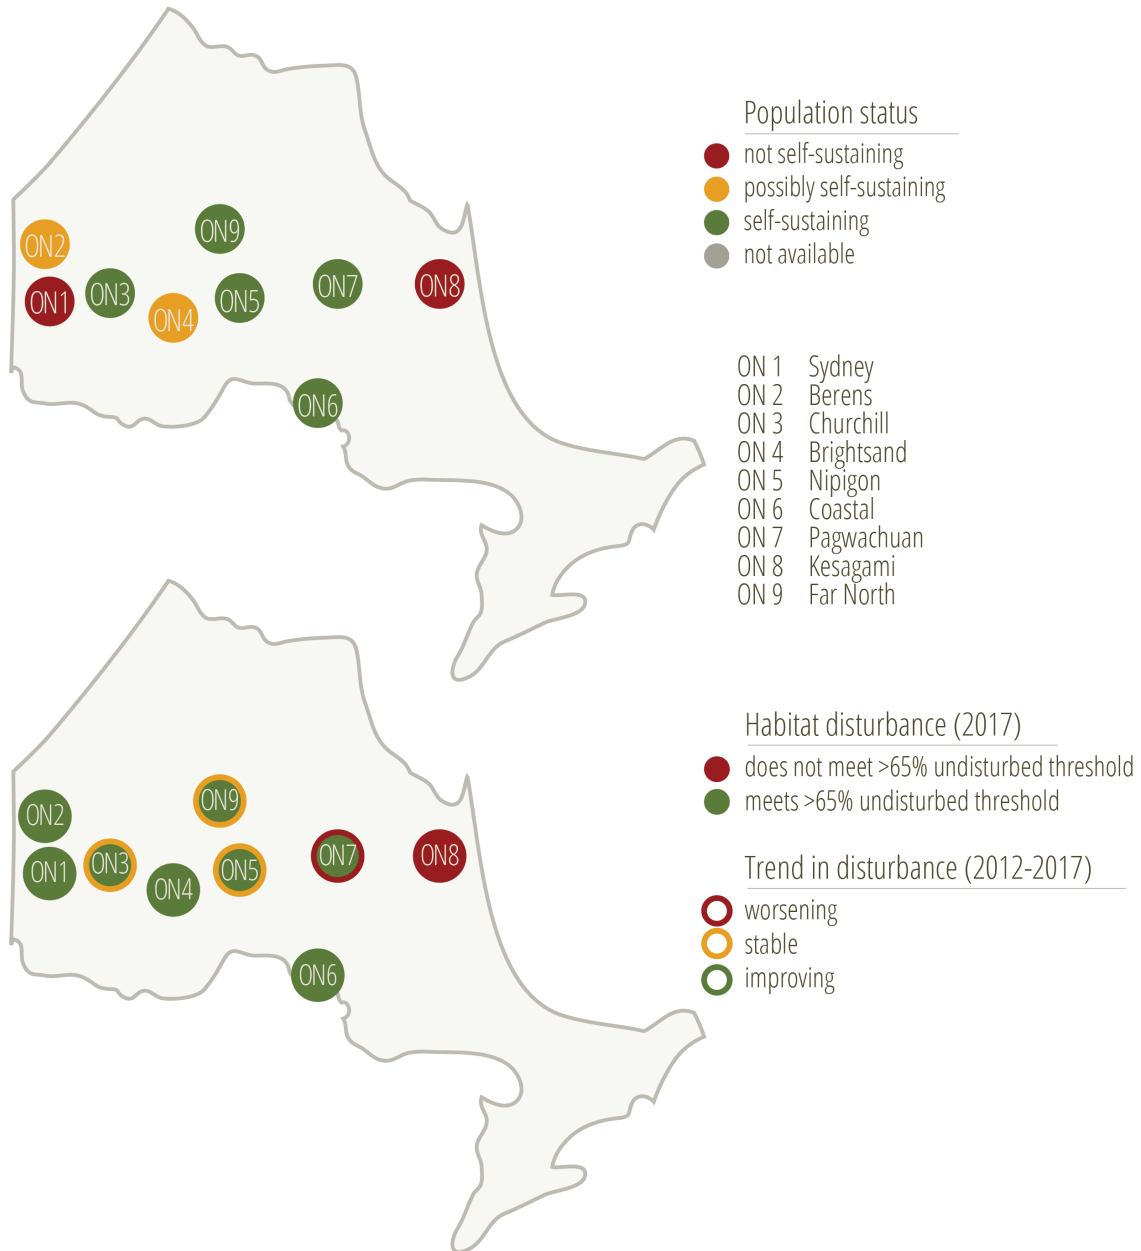 Population status
not self-sustaining
possibly self-sustaining
self-sustaining
not available
ON9
ON2
ON7
ON8
ON3
ON5
ON1
ON4
ON6
ON 1 Sydney
ON 2 Berens
ON 3 Churchill
ON 4 Brightsand
ON 5 Nipigon
ON 6 Coastal
ON 7 Pagwachuan
ON 8 Kesagami
ON 9 Far North
Habitat disturbance (2017)
does not meet >65% undisturbed threshold
meets >65% undisturbed threshold
Trend in disturbance (2012-2017)
worsening
stable
improving
ON9
ON2
ON7
ON8
ON3
ON5
ON1
ON4
ON6